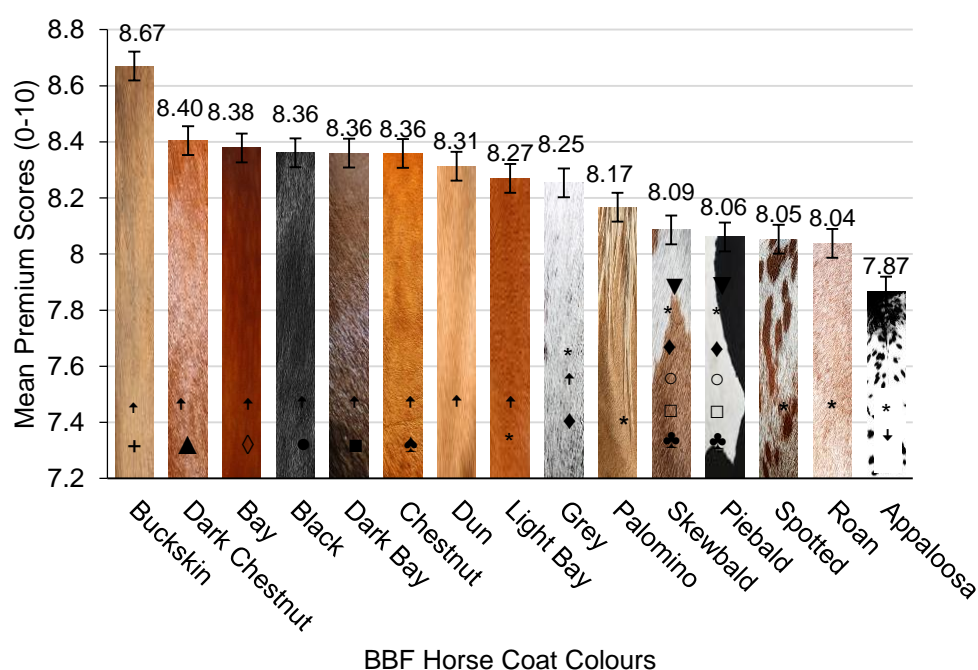 Mean Premium Scores (0-10)
8.8
8.6
8.4
8.2
8
7.8
7.6
7.4
7.2
8.67
8.40
8.38
8.36
8.36
8.36
8.31
8.27
8.25
8.17
8.09
8.06
8.05
8.04
7.87
Buckskin
Dark Chestnut
Bay
Black
Dark Bay
Chestnut
Dun
Light Bay
Grey
Palomino
Skewbald
Piebald
Spotted
Roan
Appaloosa
BBF Horse Coat Colours